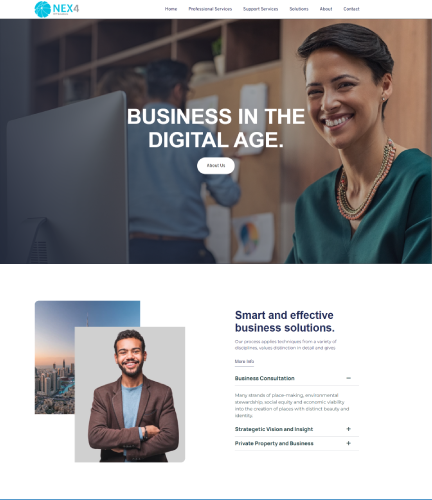 NEX4
Home Professional Services Support Services Solutions About Contact
BUSINESS IN THE
DIGITAL AGE.
About Us
Smart and effective
business solutions.
Our process applies techniques from a variety of
disciplines, values distinction in detail and gives
More Info
Business Consultation −
Many strands of place-making, environmental
stewardship, social equity and economic viability
into the creation of places with distinct beauty and
identity.
Strategetic Vision and Insight +
Private Property and Business +